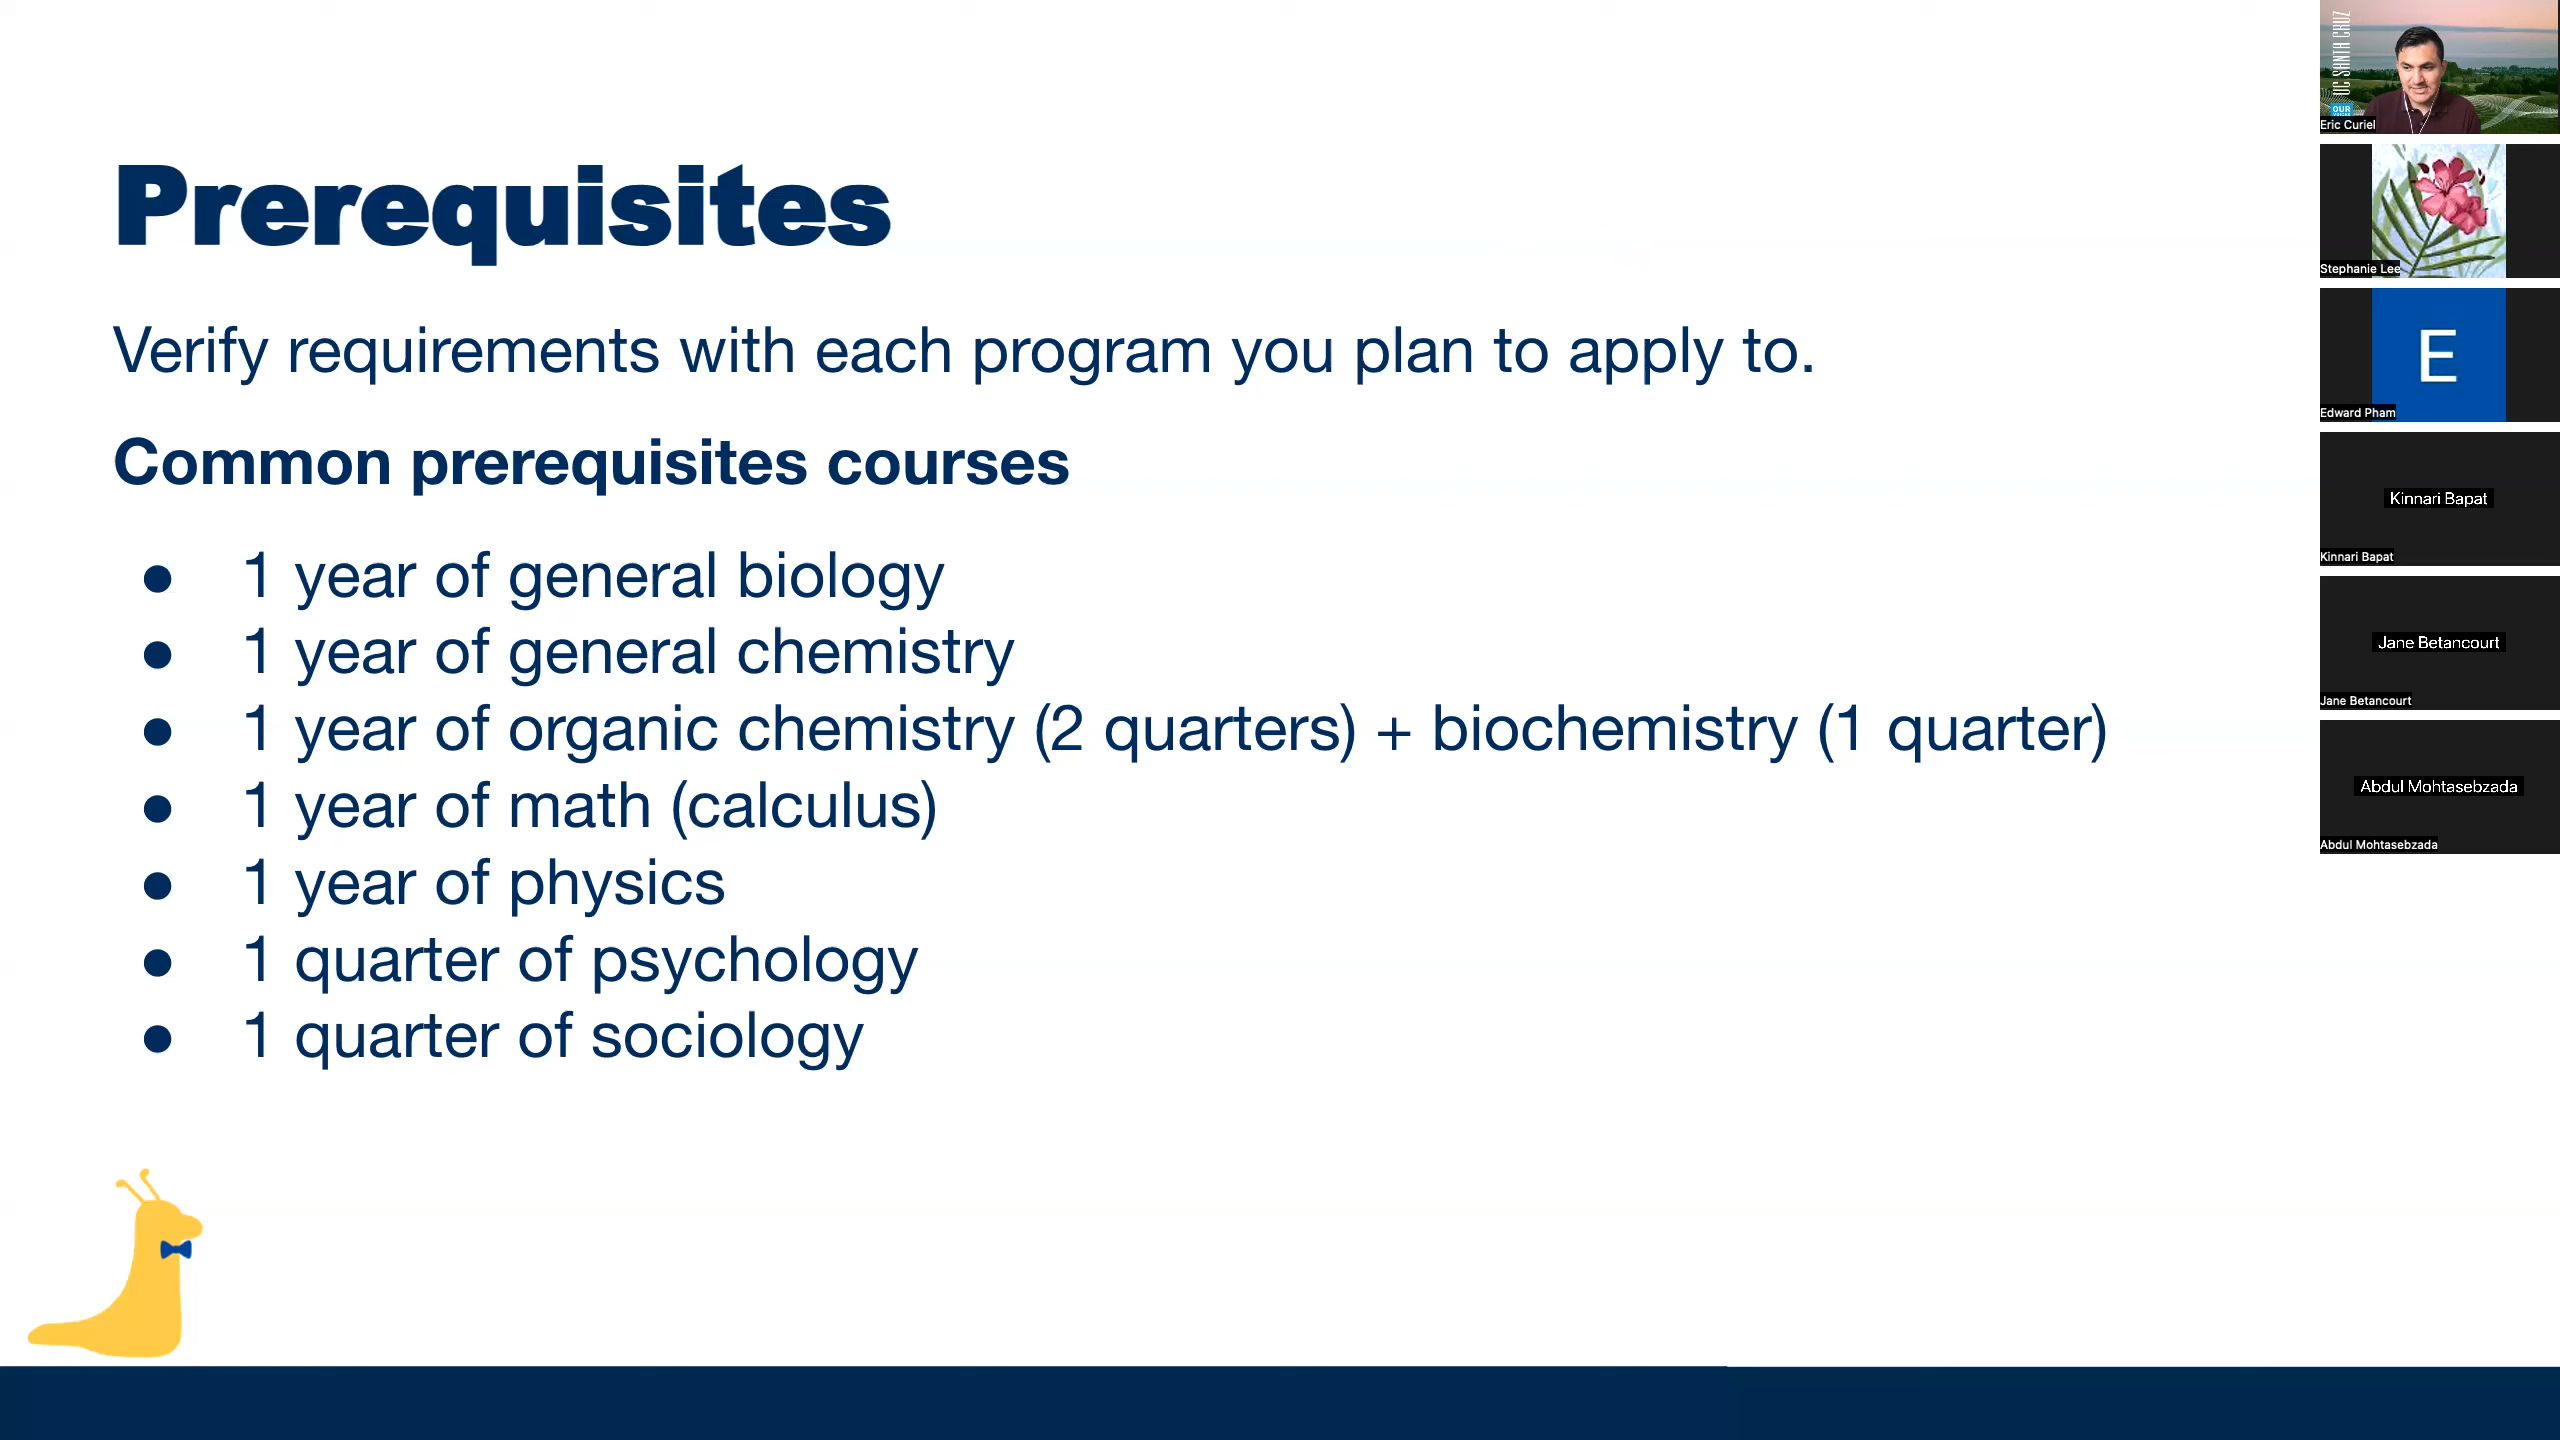 Prerequisites
Verify requirements with each program you plan to apply to.
Common prerequisites courses
● 1 year of general biology
● 1 year of general chemistry
● 1 year of organic chemistry (2 quarters) + biochemistry (1 quarter)
● 1 year of math (calculus)
● 1 year of physics
● 1 quarter of psychology
● 1 quarter of sociology
UC SANTA CRUZ
OUR
Eric Curiel
Stephanie Lee
E
Edward Pham
Kinnari Bapat
Kinnari Bapat
Jane Betancourt
Jane Betancourt
Abdul Mohtasebzada
Abdul Mohtasebzada